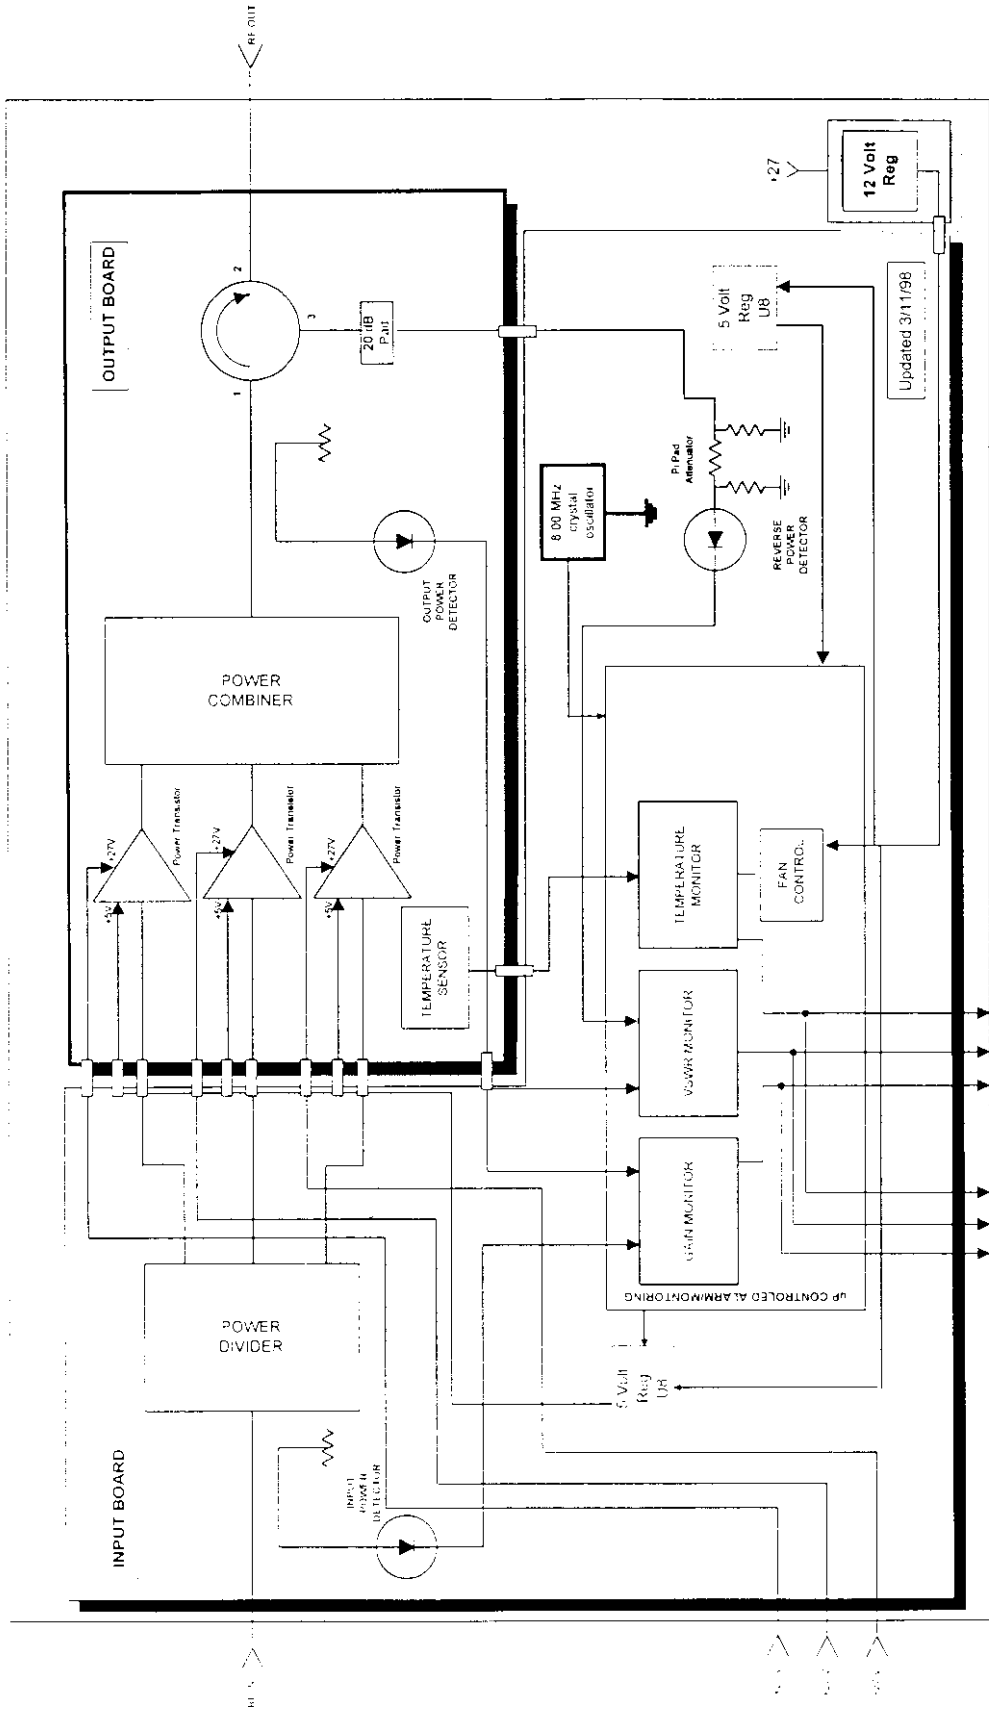 RF OUT
OUTPUT BOARD
1
2
3
20 dB
Pad
+27
12 Volt
Reg
5 Volt
Reg
U8
Updated 3/11/98
Pi Pad
Attenuator
8.00 MHz
crystal
oscillator
REVERSE
POWER
DETECTOR
OUTPUT
POWER
DETECTOR
POWER
COMBINER
Power Transistor
Power Transistor
Power Transistor
+27V
+27V
+27V
+5V
+5V
+5V
TEMPERATURE
SENSOR
TEMPERATURE
MONITOR
FAN
CONTROL
VSWR MONITOR
GAIN MONITOR
uP CONTROLED ALARM/MONITORING
5 Volt
Reg
U8
POWER
DIVIDER
INPUT BOARD
INPUT
POWER
DETECTOR